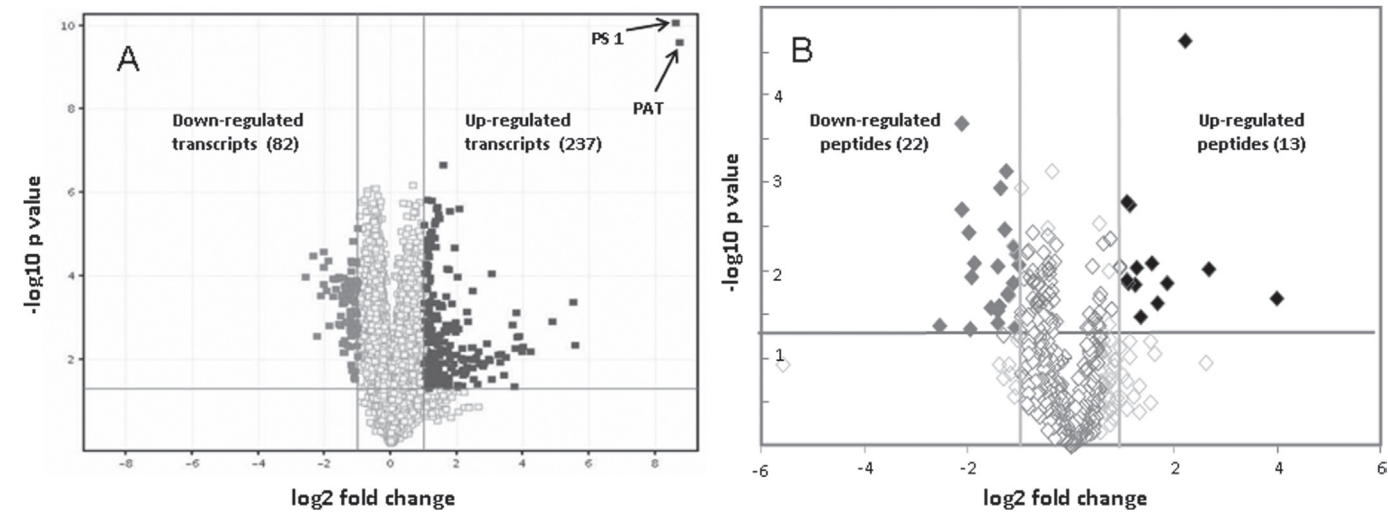 A
PS 1
PAT
Down-regulated
transcripts (82)
Up-regulated
transcripts (237)
10
8
6
4
2
-8
-6
-4
-2
0
2
4
6
8
-log10 p value
log2 fold change
B
Down-regulated
peptides (22)
Up-regulated
peptides (13)
4
3
2
1
-6
-4
-2
2
4
6
-log10 p value
log2 fold change